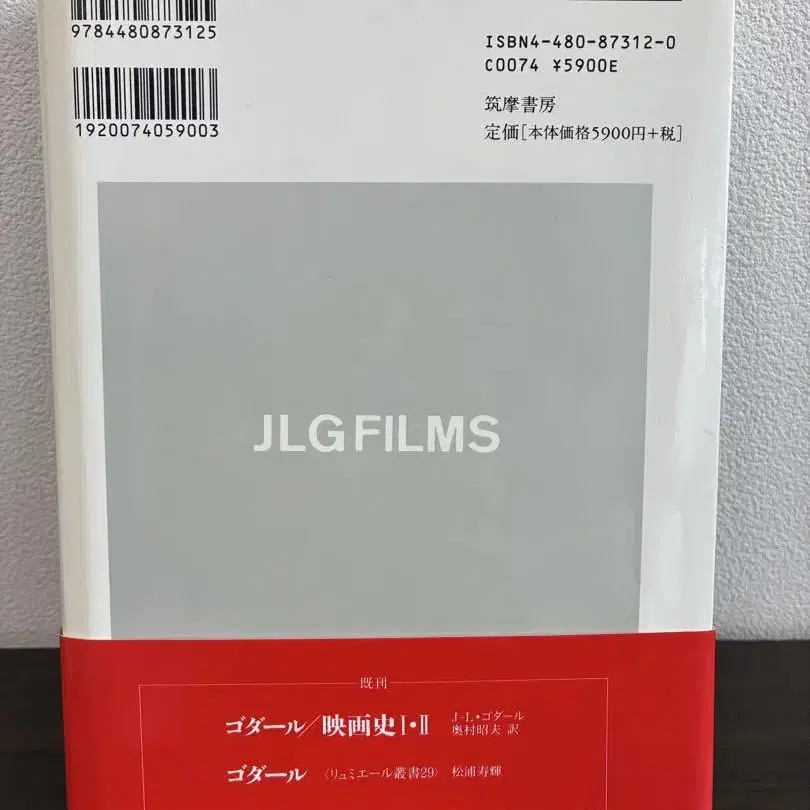 9784480873125
ISBN4-480-87312-0
C0074 ¥5900E
1920074059003
筑摩書房
定価[本体価格5900円+税]
JLG FILMS
既刊
ゴダール/映画史Ⅰ・Ⅱ J=L・ゴダール
奥村昭夫 訳
ゴダール 〈リュミエール叢書29〉 松浦寿輝